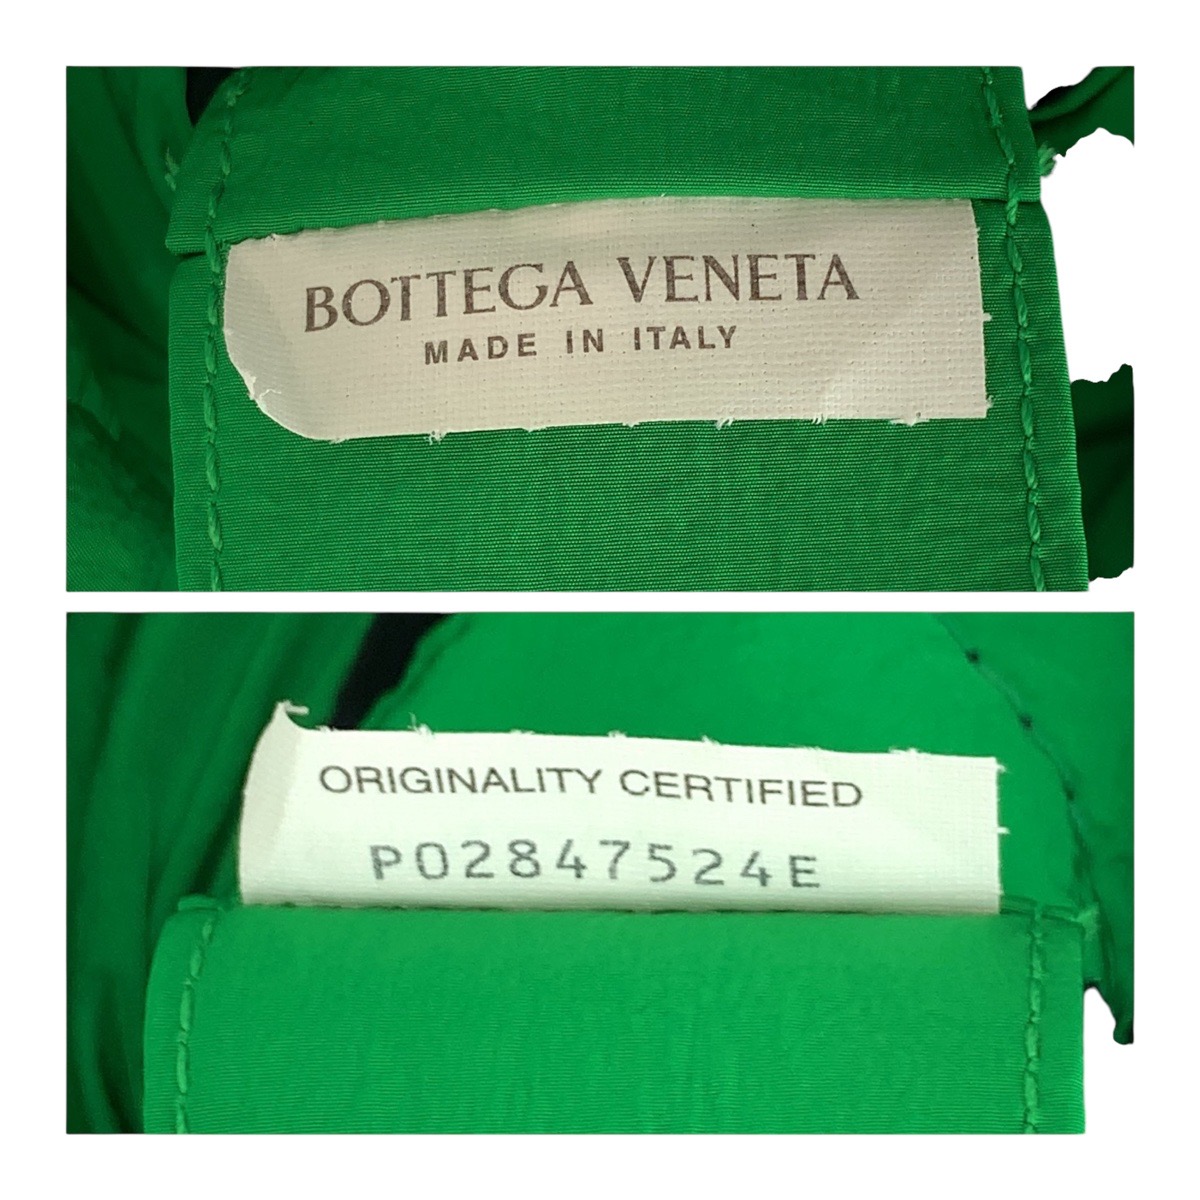 BOTTEGA VENETA
MADE IN ITALY
ORIGINALITY CERTIFIED
P02847524E